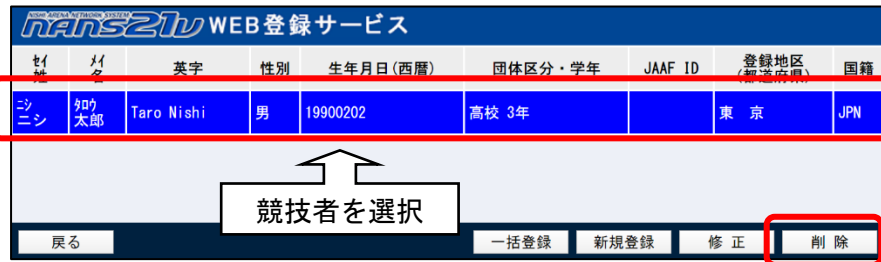 NISHI ARENA NETWORK SYSTEM
NANS21V WEB登録サービス
セイ メイ 英字 性別 生年月日(西暦) 団体区分・学年 JAAF ID 登録地区 国籍
姓 名 (都道府県)
ニシ タロウ Taro Nishi 男 19900202 高校 3年 東 京 JPN
ニシ 太郎
競技者を選択
戻る 一括登録 新規登録 修 正 削 除